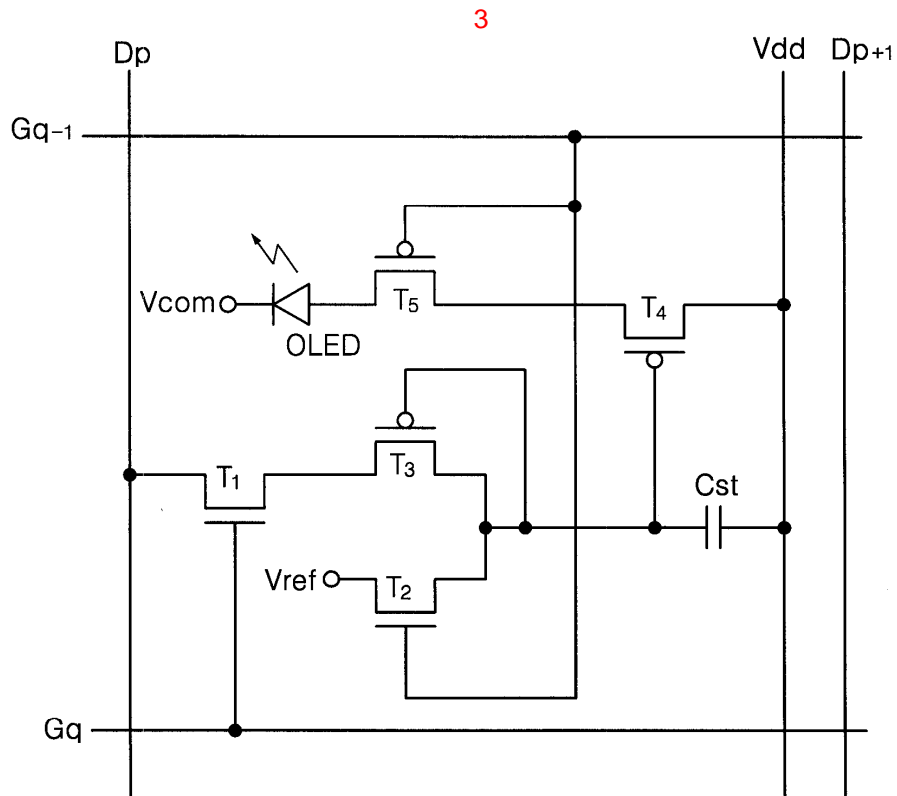 3
Dp
Vdd
Dp+1
Gq-1
T5
T4
Vcom
OLED
T3
T1
Cst
Vref
T2
Gq